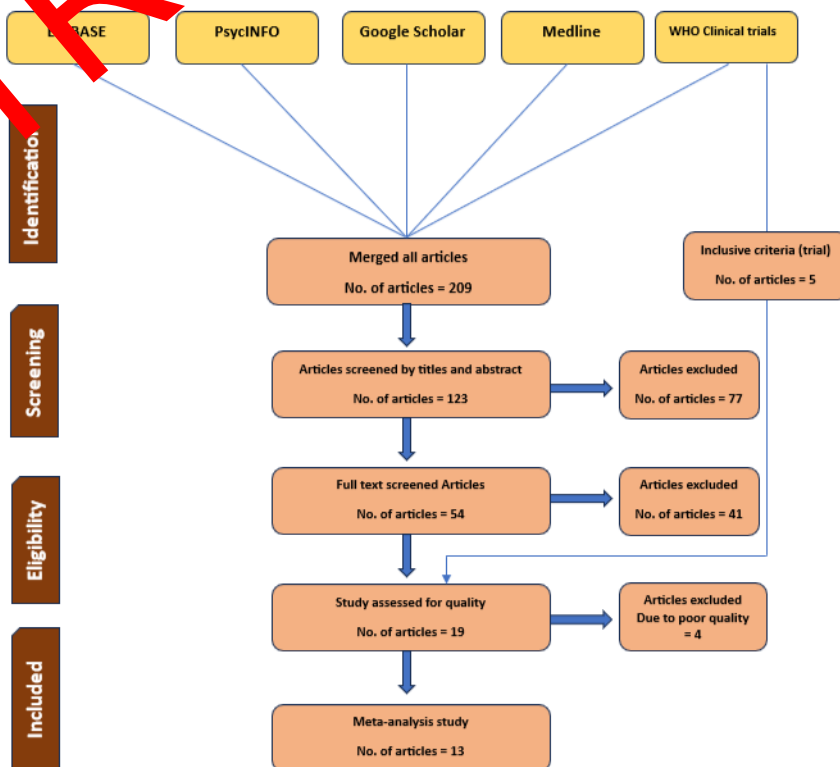 PsycINFO
Google Scholar
Medline
WHO Clinical trials
Identification
Merged all articles
No. of articles = 209
Inclusive criteria (trial)
No. of articles = 5
Screening
Articles screened by titles and abstract
No. of articles = 123
Articles excluded
No. of articles = 77
Eligibility
Full text screened Articles
No. of articles = 54
Articles excluded
No. of articles = 41
Study assessed for quality
No. of articles = 19
Articles excluded
Due to poor quality
= 4
Included
Meta-analysis study
No. of articles = 13